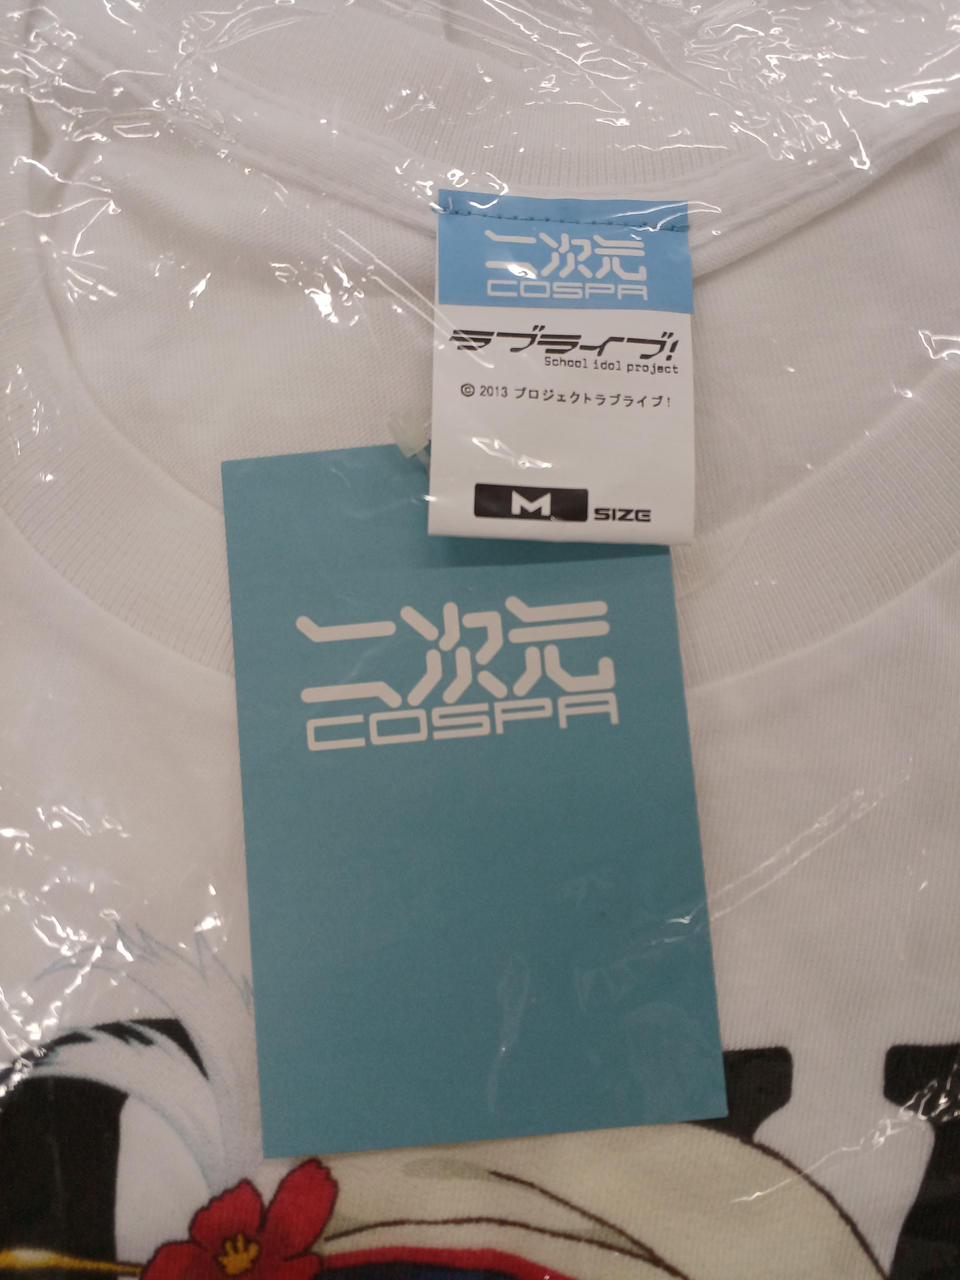 二次元
COSPA
ラブライブ!
School idol project
© 2013 プロジェクトラブライブ!
M SIZE
二次元
COSPA